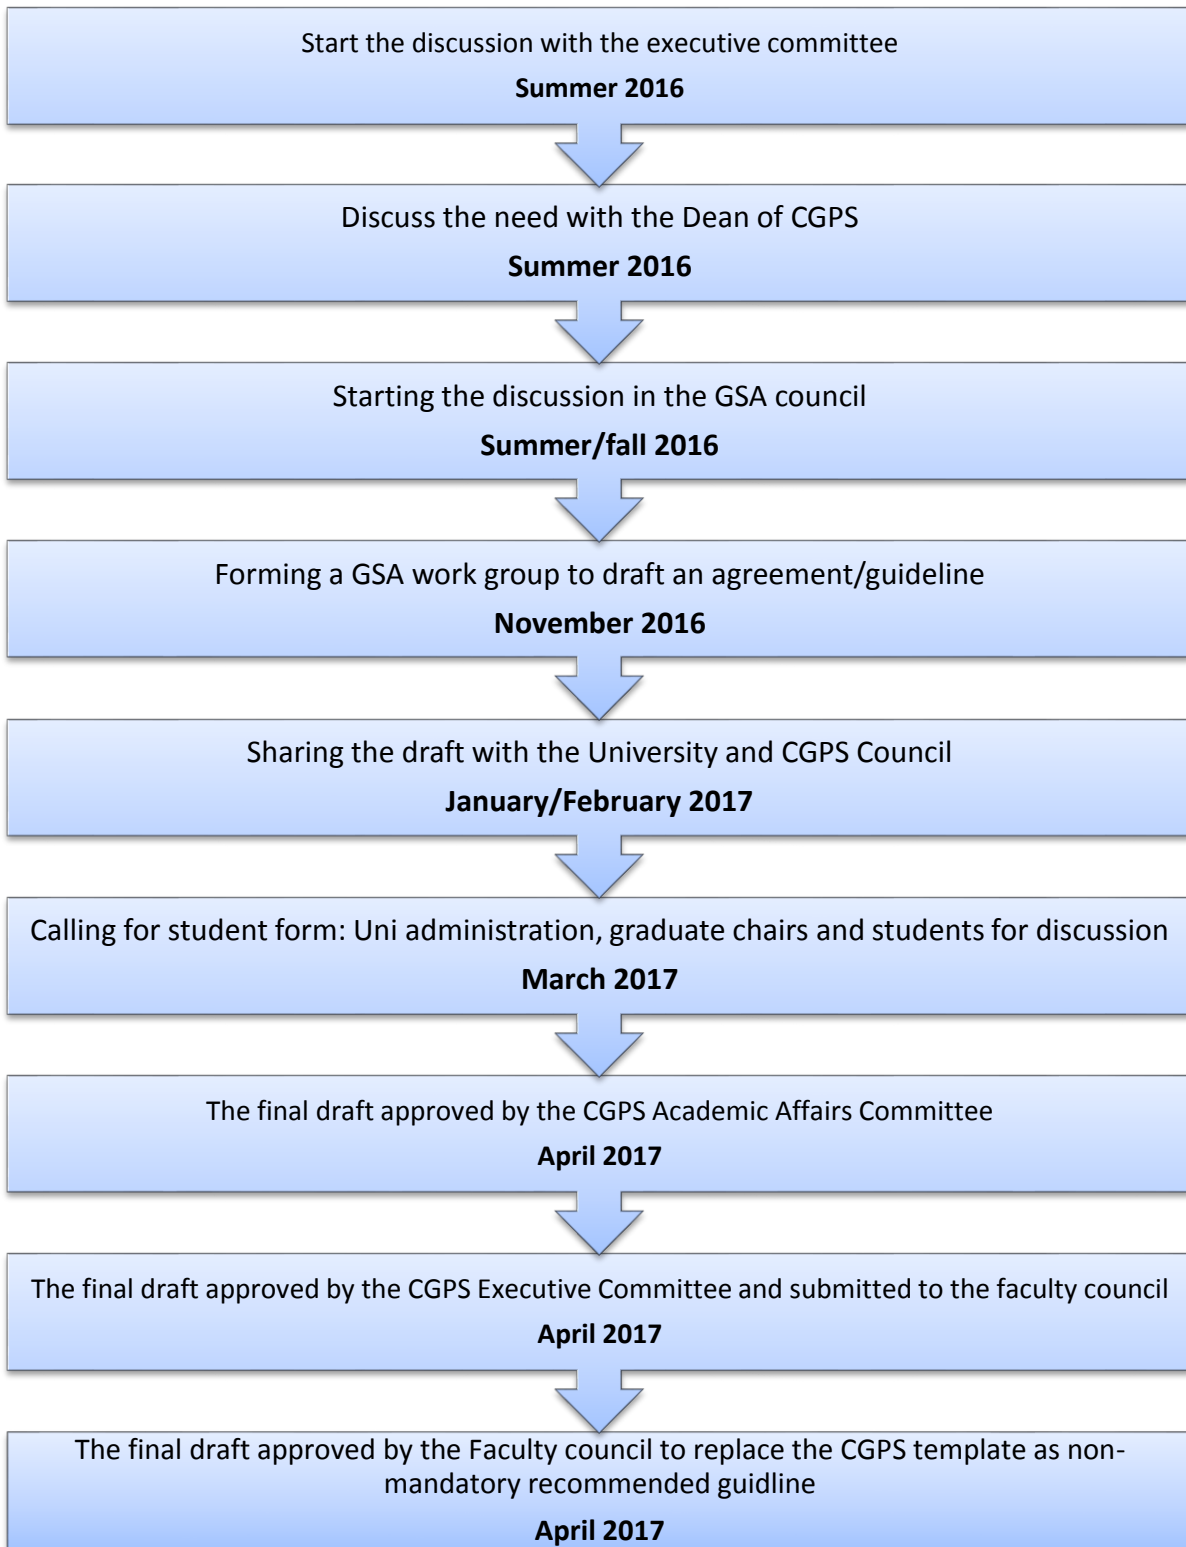 Start the discussion with the executive committee
Summer 2016
Discuss the need with the Dean of CGPS
Summer 2016
Starting the discussion in the GSA council
Summer/fall 2016
Forming a GSA work group to draft an agreement/guideline
November 2016
Sharing the draft with the University and CGPS Council
January/February 2017
Calling for student form: Uni administration, graduate chairs and students for discussion
March 2017
The final draft approved by the CGPS Academic Affairs Committee
April 2017
The final draft approved by the CGPS Executive Committee and submitted to the faculty council
April 2017
The final draft approved by the Faculty council to replace the CGPS template as non-
mandatory recommended guidline
April 2017